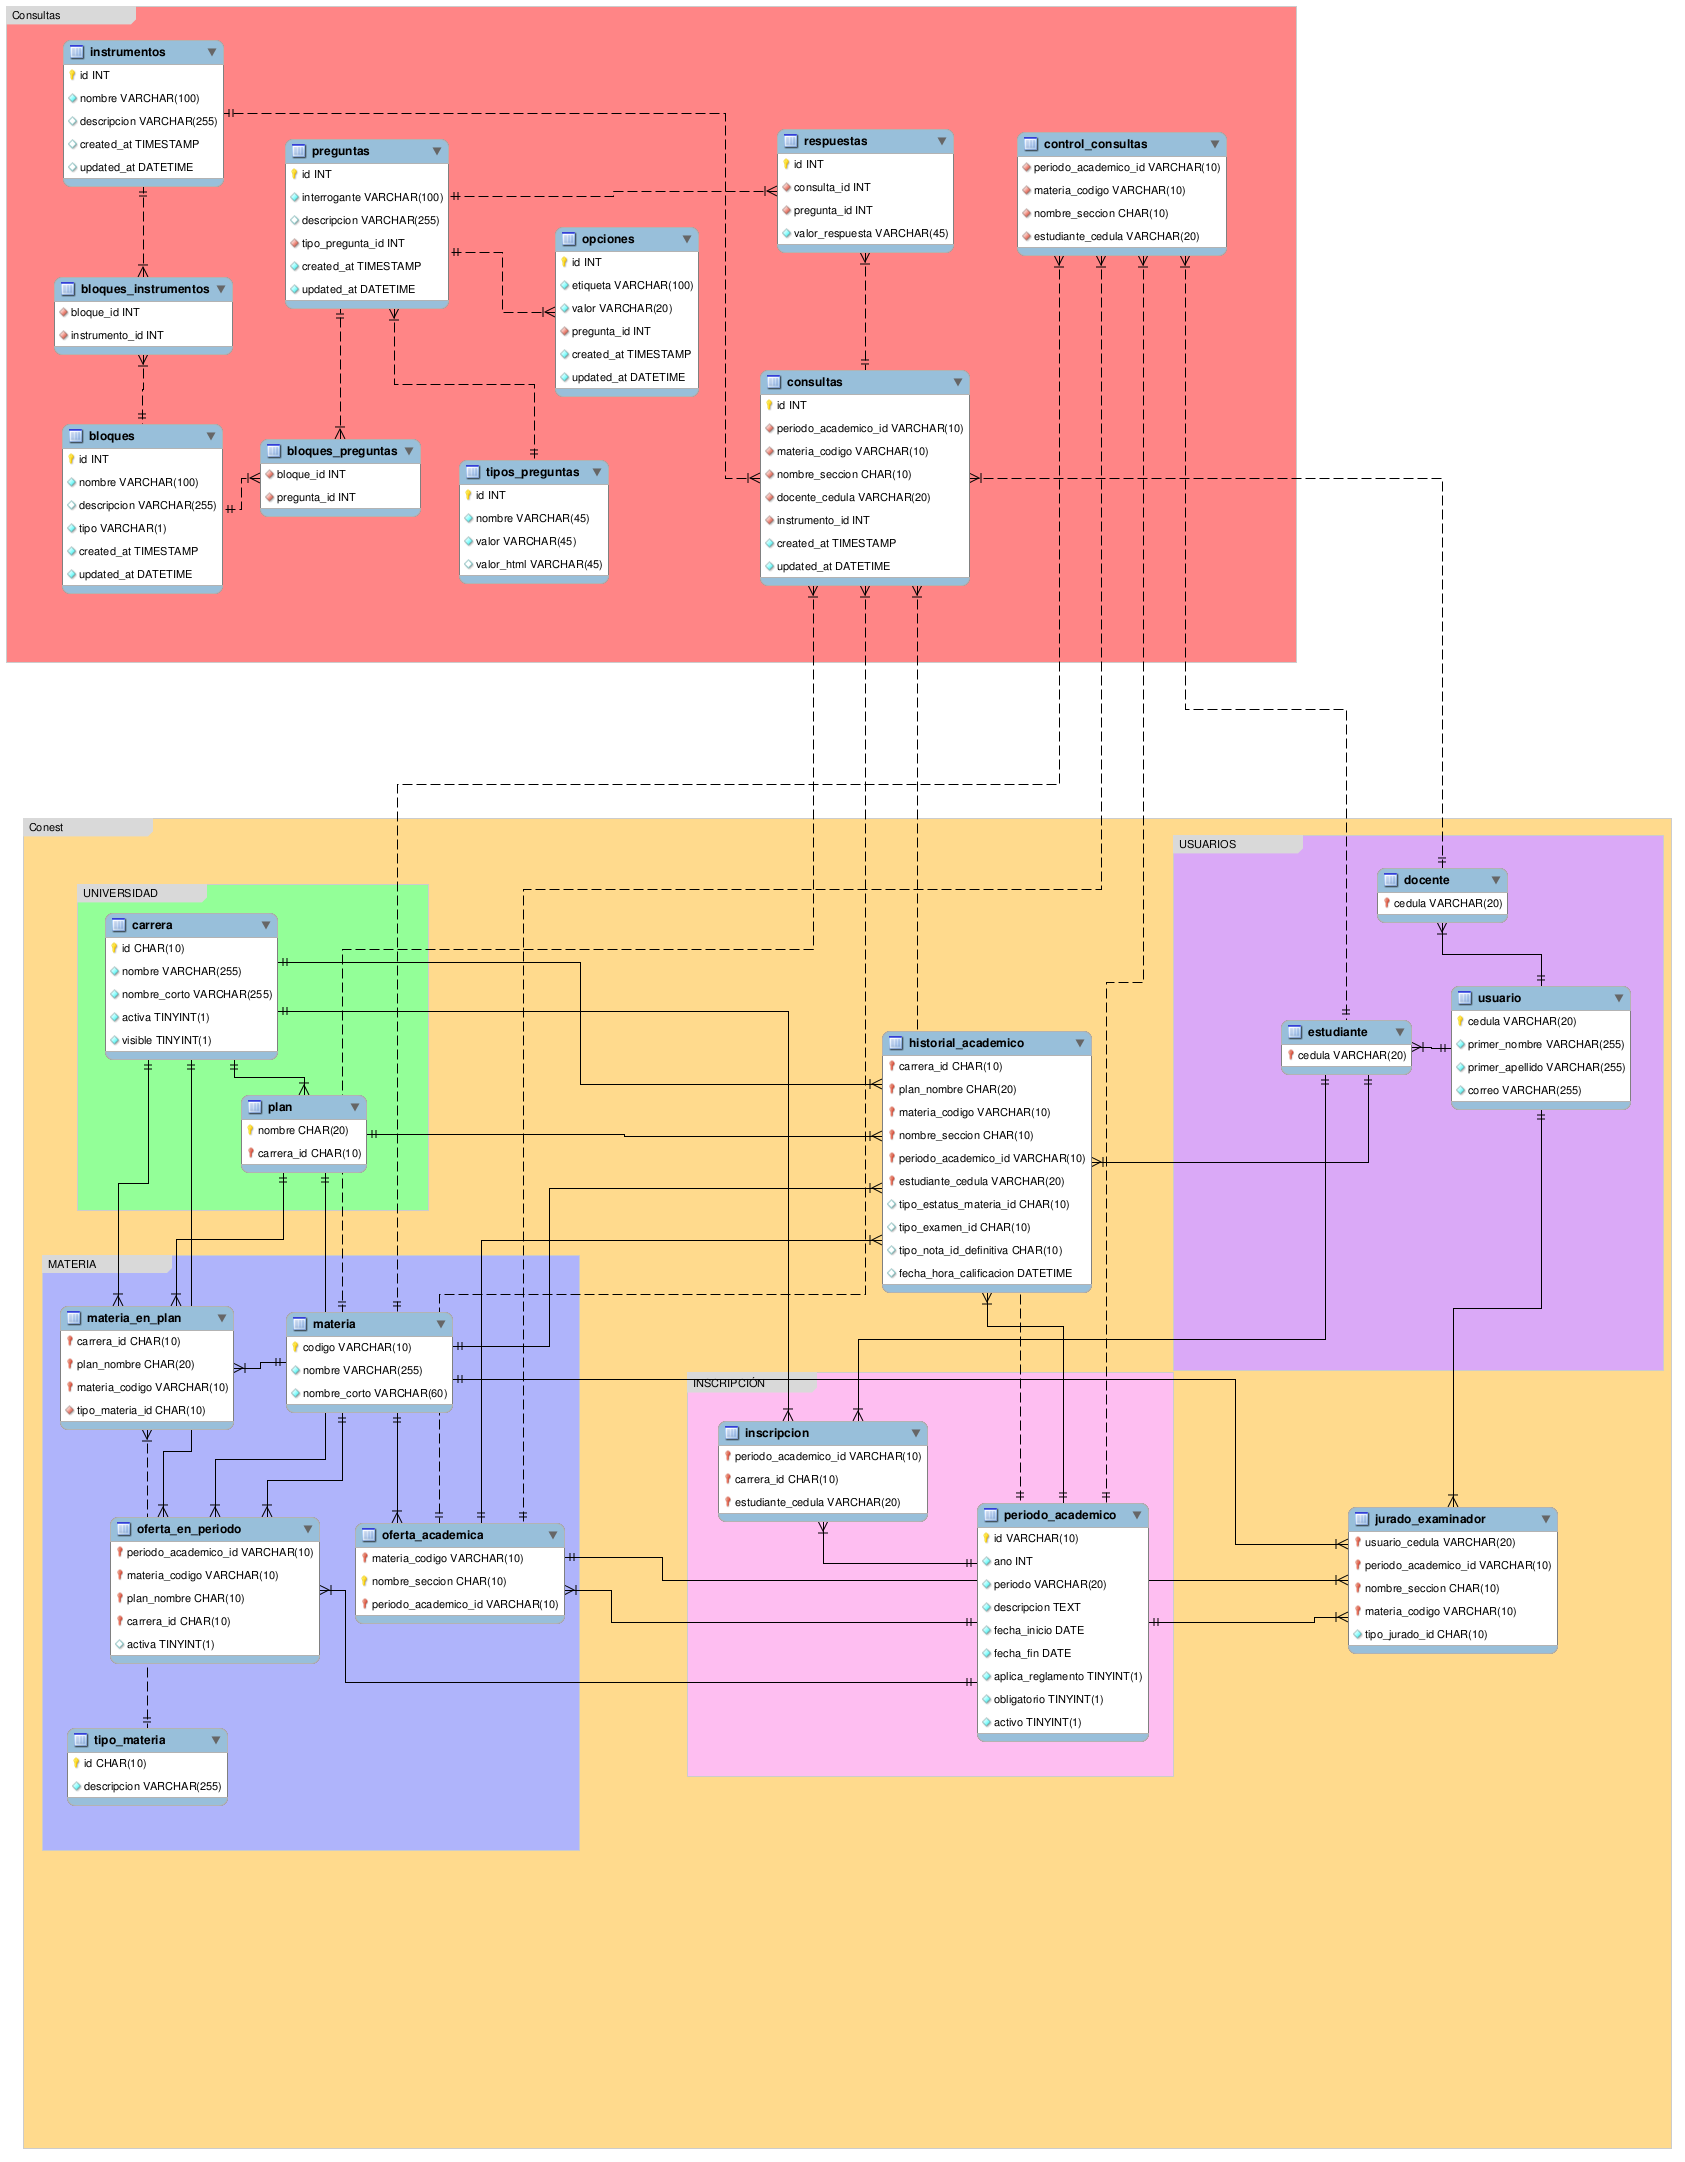 Consultas
instrumentos
id INT
nombre VARCHAR(100)
descripcion VARCHAR(255)
created_at TIMESTAMP
updated_at DATETIME
preguntas
id INT
interrogante VARCHAR(100)
descripcion VARCHAR(255)
tipo_pregunta_id INT
created_at TIMESTAMP
updated_at DATETIME
respuestas
id INT
consulta_id INT
pregunta_id INT
valor_respuesta VARCHAR(45)
control_consultas
periodo_academico_id VARCHAR(10)
materia_codigo VARCHAR(10)
nombre_seccion CHAR(10)
estudiante_cedula VARCHAR(20)
opciones
id INT
etiqueta VARCHAR(100)
valor VARCHAR(20)
pregunta_id INT
created_at TIMESTAMP
updated_at DATETIME
bloques_instrumentos
bloque_id INT
instrumento_id INT
bloques
id INT
nombre VARCHAR(100)
descripcion VARCHAR(255)
tipo VARCHAR(1)
created_at TIMESTAMP
updated_at DATETIME
bloques_preguntas
bloque_id INT
pregunta_id INT
tipos_preguntas
id INT
nombre VARCHAR(45)
valor VARCHAR(45)
valor_html VARCHAR(45)
consultas
id INT
periodo_academico_id VARCHAR(10)
materia_codigo VARCHAR(10)
nombre_seccion CHAR(10)
docente_cedula VARCHAR(20)
instrumento_id INT
created_at TIMESTAMP
updated_at DATETIME
Conest
USUARIOS
docente
cedula VARCHAR(20)
usuario
cedula VARCHAR(20)
primer_nombre VARCHAR(255)
primer_apellido VARCHAR(255)
correo VARCHAR(255)
estudiante
cedula VARCHAR(20)
UNIVERSIDAD
carrera
id CHAR(10)
nombre VARCHAR(255)
nombre_corto VARCHAR(255)
activa TINYINT(1)
visible TINYINT(1)
plan
nombre CHAR(20)
carrera_id CHAR(10)
historial_academico
carrera_id CHAR(10)
plan_nombre CHAR(20)
materia_codigo VARCHAR(10)
nombre_seccion CHAR(10)
periodo_academico_id VARCHAR(10)
estudiante_cedula VARCHAR(20)
tipo_estatus_materia_id CHAR(10)
tipo_examen_id CHAR(10)
tipo_nota_id_definitiva CHAR(10)
fecha_hora_calificacion DATETIME
MATERIA
materia_en_plan
carrera_id CHAR(10)
plan_nombre CHAR(20)
materia_codigo VARCHAR(10)
tipo_materia_id CHAR(10)
materia
codigo VARCHAR(10)
nombre VARCHAR(255)
nombre_corto VARCHAR(60)
oferta_en_periodo
periodo_academico_id VARCHAR(10)
materia_codigo VARCHAR(10)
plan_nombre CHAR(10)
carrera_id CHAR(10)
activa TINYINT(1)
oferta_academica
materia_codigo VARCHAR(10)
nombre_seccion CHAR(10)
periodo_academico_id VARCHAR(10)
tipo_materia
id CHAR(10)
descripcion VARCHAR(255)
INSCRIPCIÓN
inscripcion
periodo_academico_id VARCHAR(10)
carrera_id CHAR(10)
estudiante_cedula VARCHAR(20)
periodo_academico
id VARCHAR(10)
ano INT
periodo VARCHAR(20)
descripcion TEXT
fecha_inicio DATE
fecha_fin DATE
aplica_reglamento TINYINT(1)
obligatorio TINYINT(1)
activo TINYINT(1)
jurado_examinador
usuario_cedula VARCHAR(20)
periodo_academico_id VARCHAR(10)
nombre_seccion CHAR(10)
materia_codigo VARCHAR(10)
tipo_jurado_id CHAR(10)